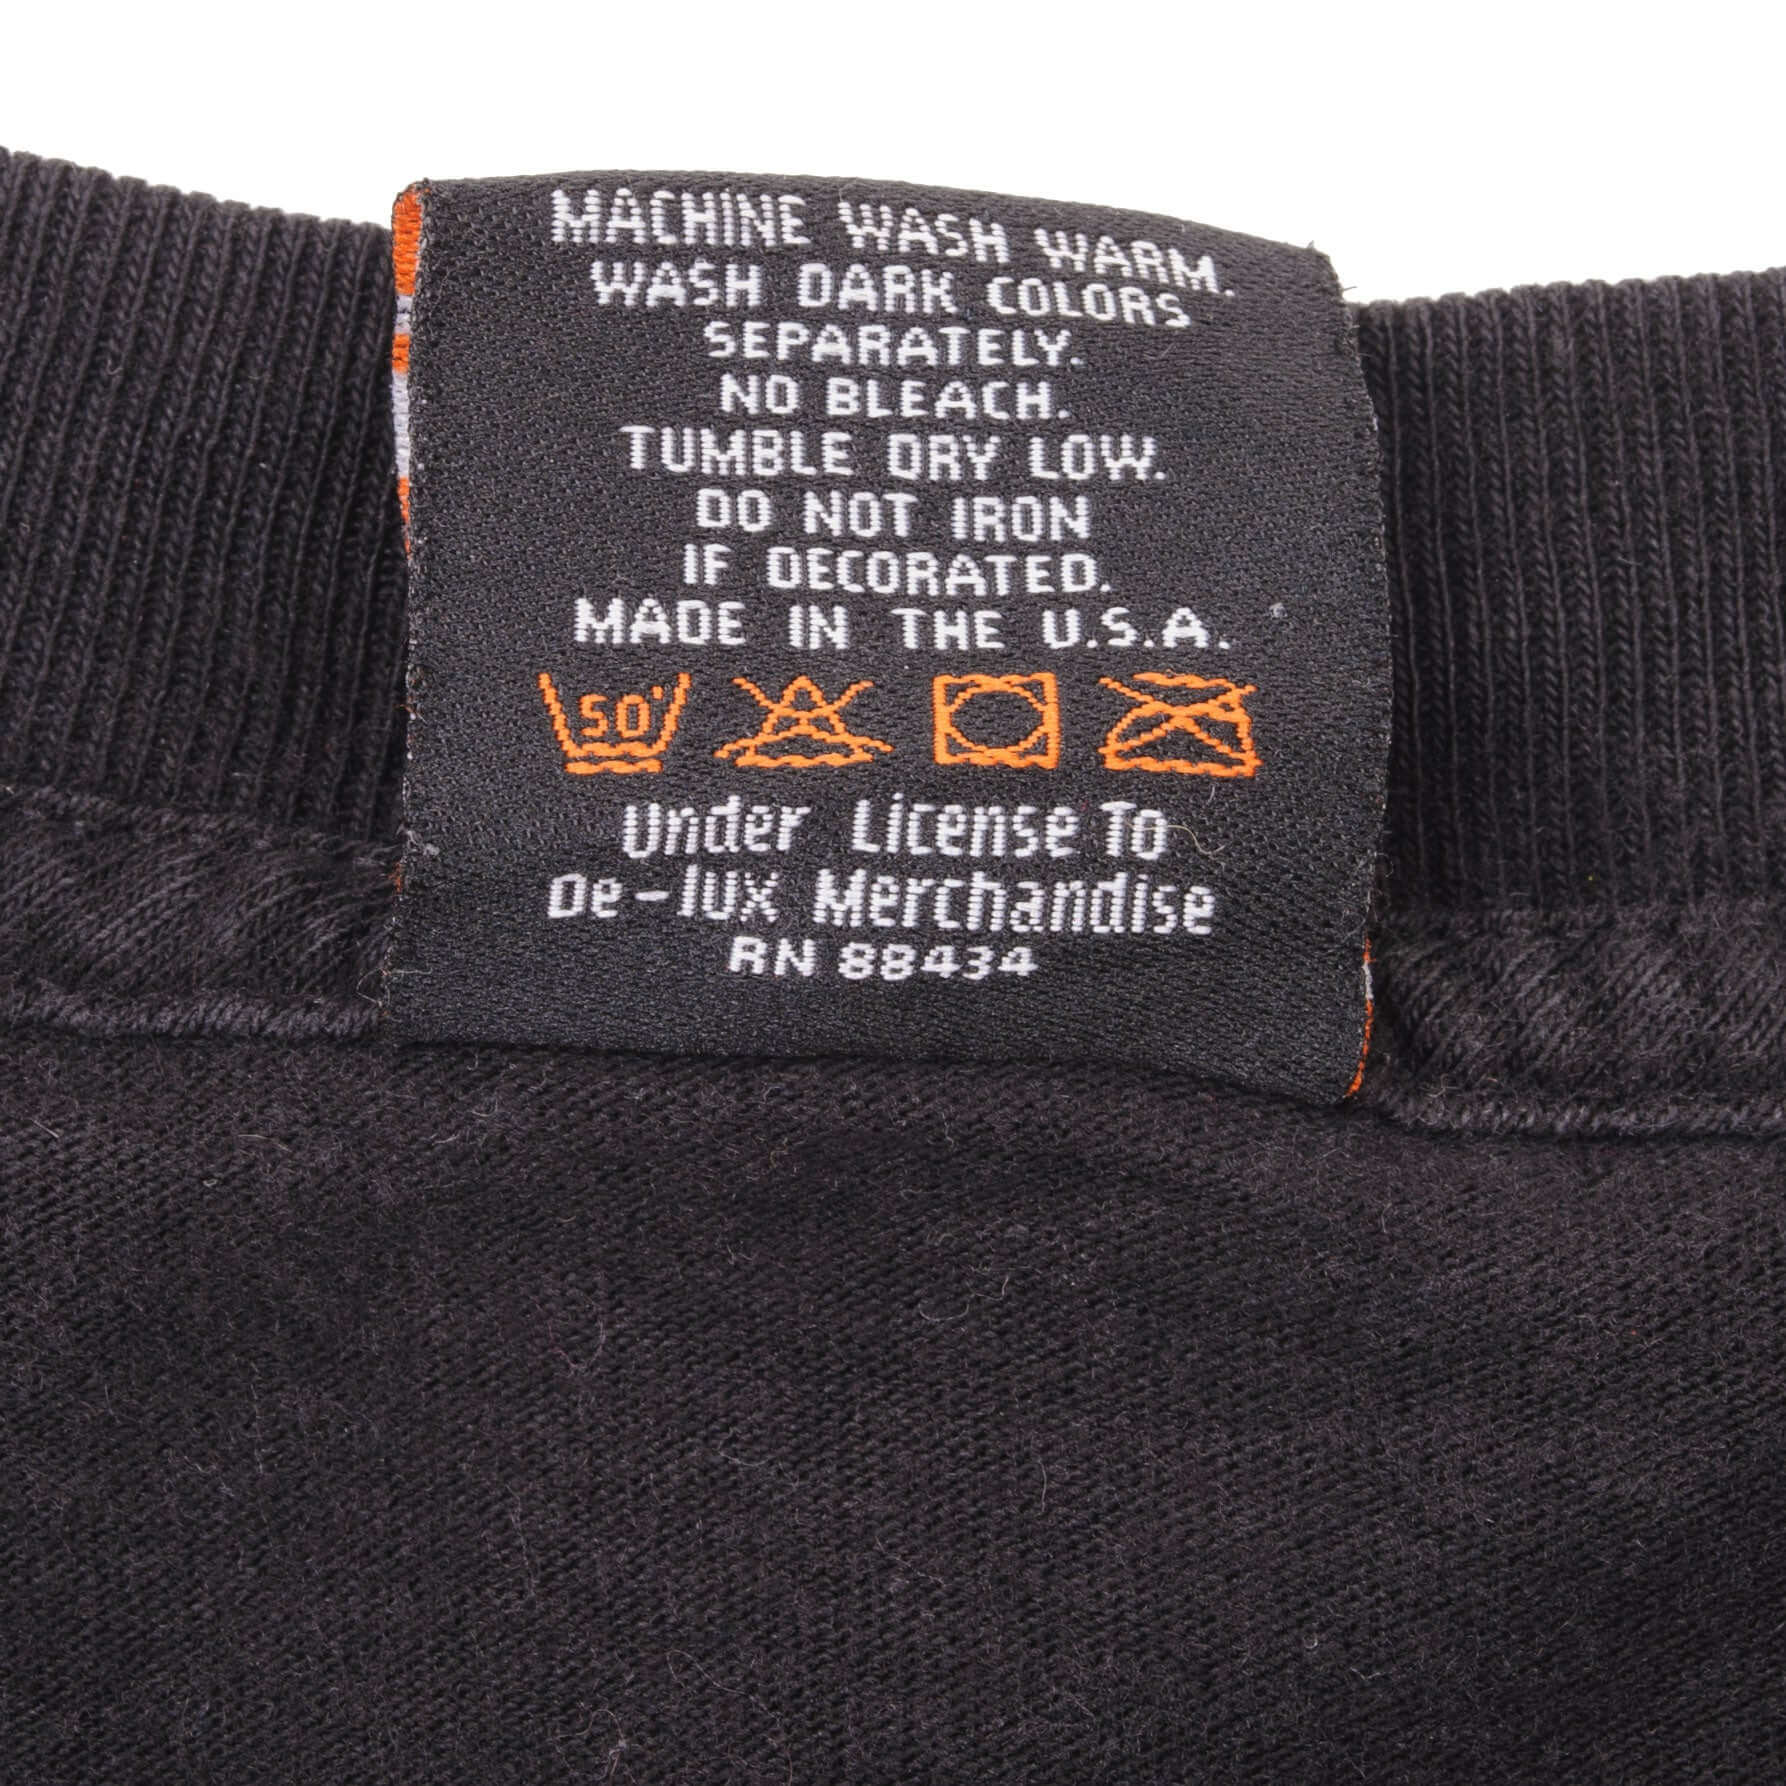 MACHINE WASH WARM.
WASH DARK COLORS
SEPARATELY.
NO BLEACH.
TUMBLE DRY LOW.
DO NOT IRON
IF DECORATED.
MADE IN THE U.S.A.
50°
Under License To
De-lux Merchandise
RN 88434